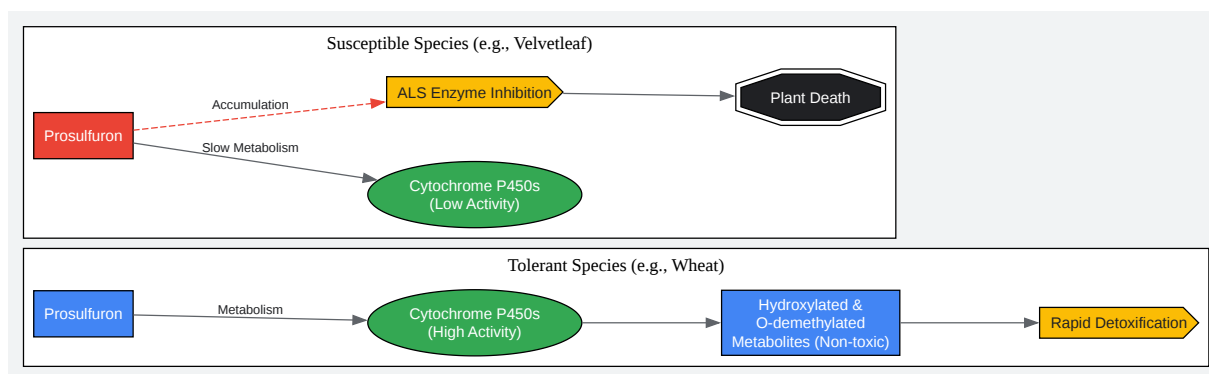 Susceptible Species (e.g., Velvetleaf)
Prosulfuron
Accumulation
Slow Metabolism
ALS Enzyme Inhibition
Plant Death
Cytochrome P450s
(Low Activity)
Tolerant Species (e.g., Wheat)
Prosulfuron
Metabolism
Cytochrome P450s
(High Activity)
Hydroxylated &
O-demethylated
Metabolites (Non-toxic)
Rapid Detoxification